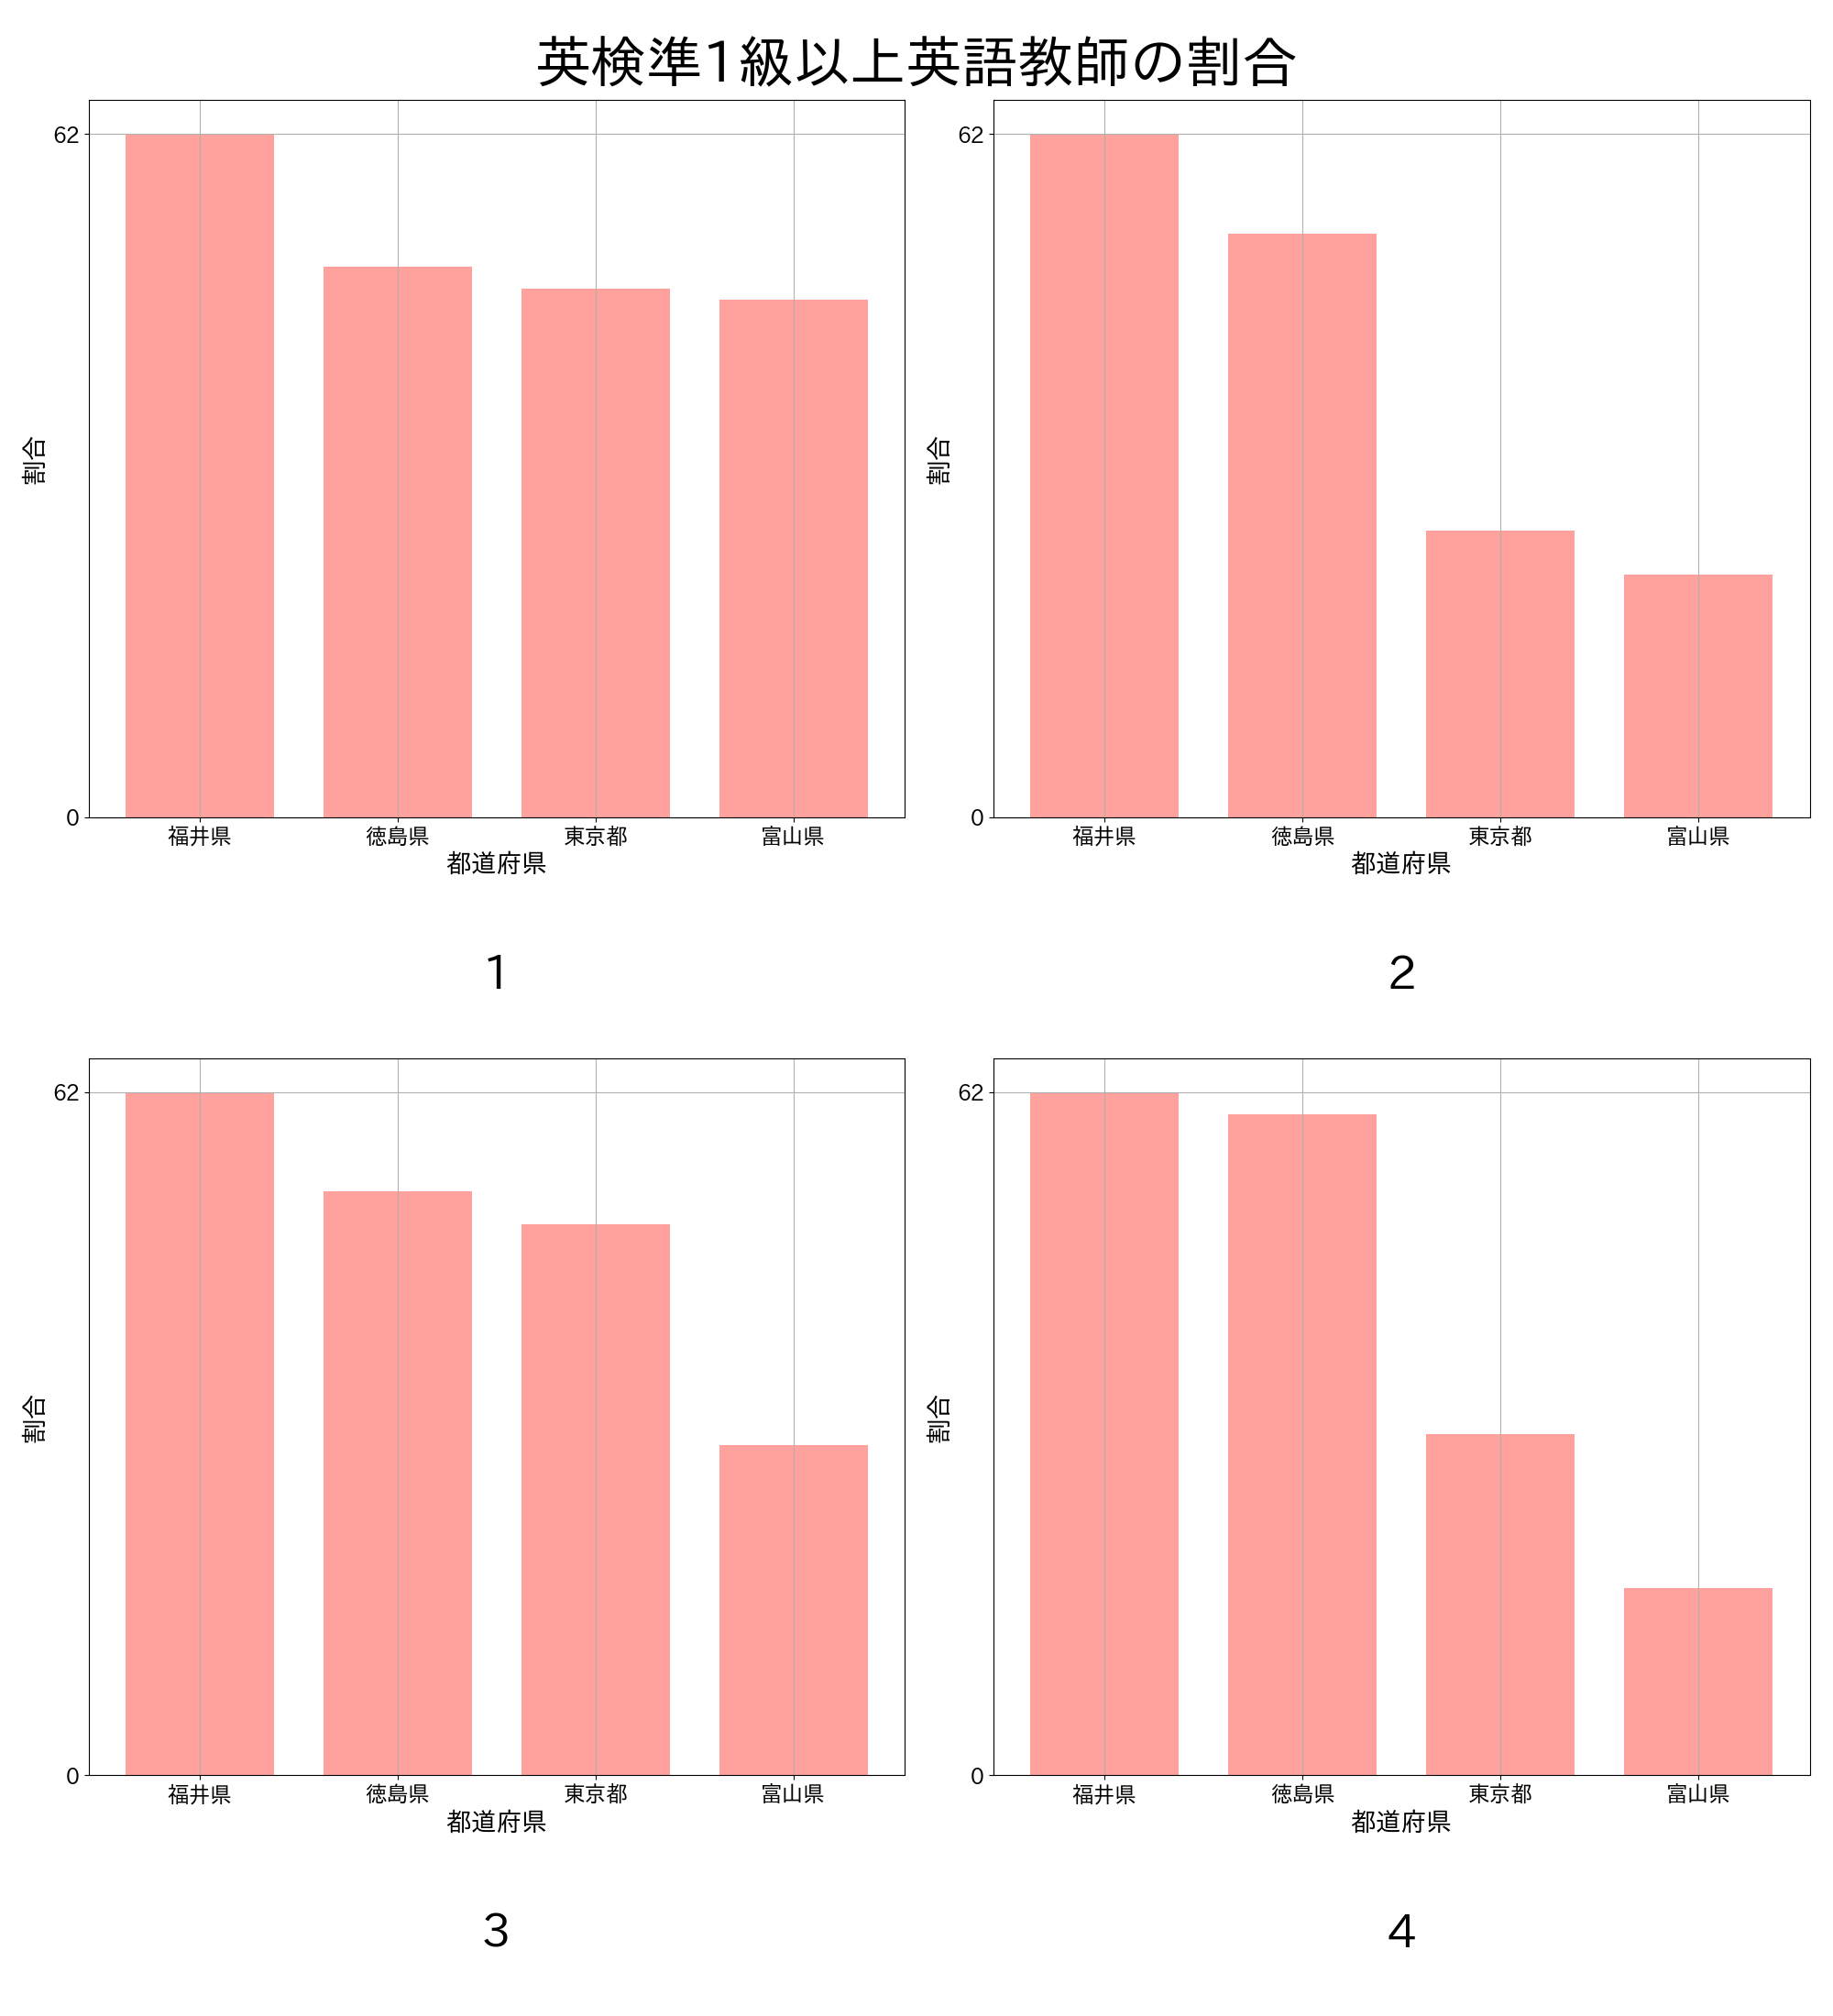 英検準1級以上英語教師の割合
62
0
割合
福井県 徳島県 東京都 富山県
都道府県
1
62
0
割合
福井県 徳島県 東京都 富山県
都道府県
2
62
0
割合
福井県 徳島県 東京都 富山県
都道府県
3
62
0
割合
福井県 徳島県 東京都 富山県
都道府県
4